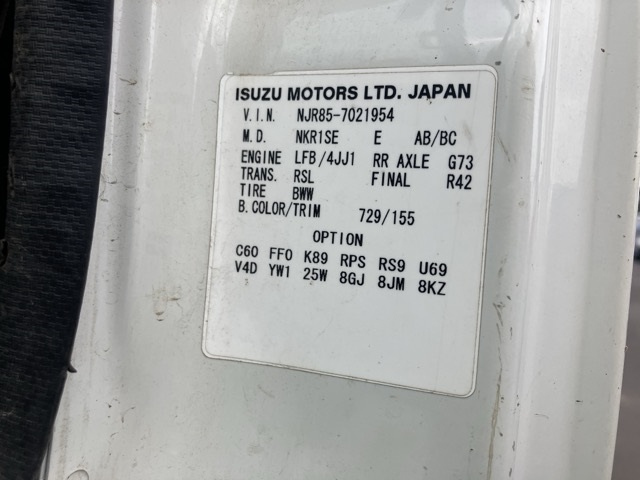 ISUZU MOTORS LTD. JAPAN
V.I.N. NJR85-7021954
M.D. NKR1SE E AB/BC
ENGINE LFB/4JJ1 RR AXLE G73
TRANS. RSL FINAL R42
TIRE BWW
B.COLOR/TRIM 729/155
OPTION
C60 FF0 K89 RPS RS9 U69
V4D YW1 25W 8GJ 8JM 8KZ